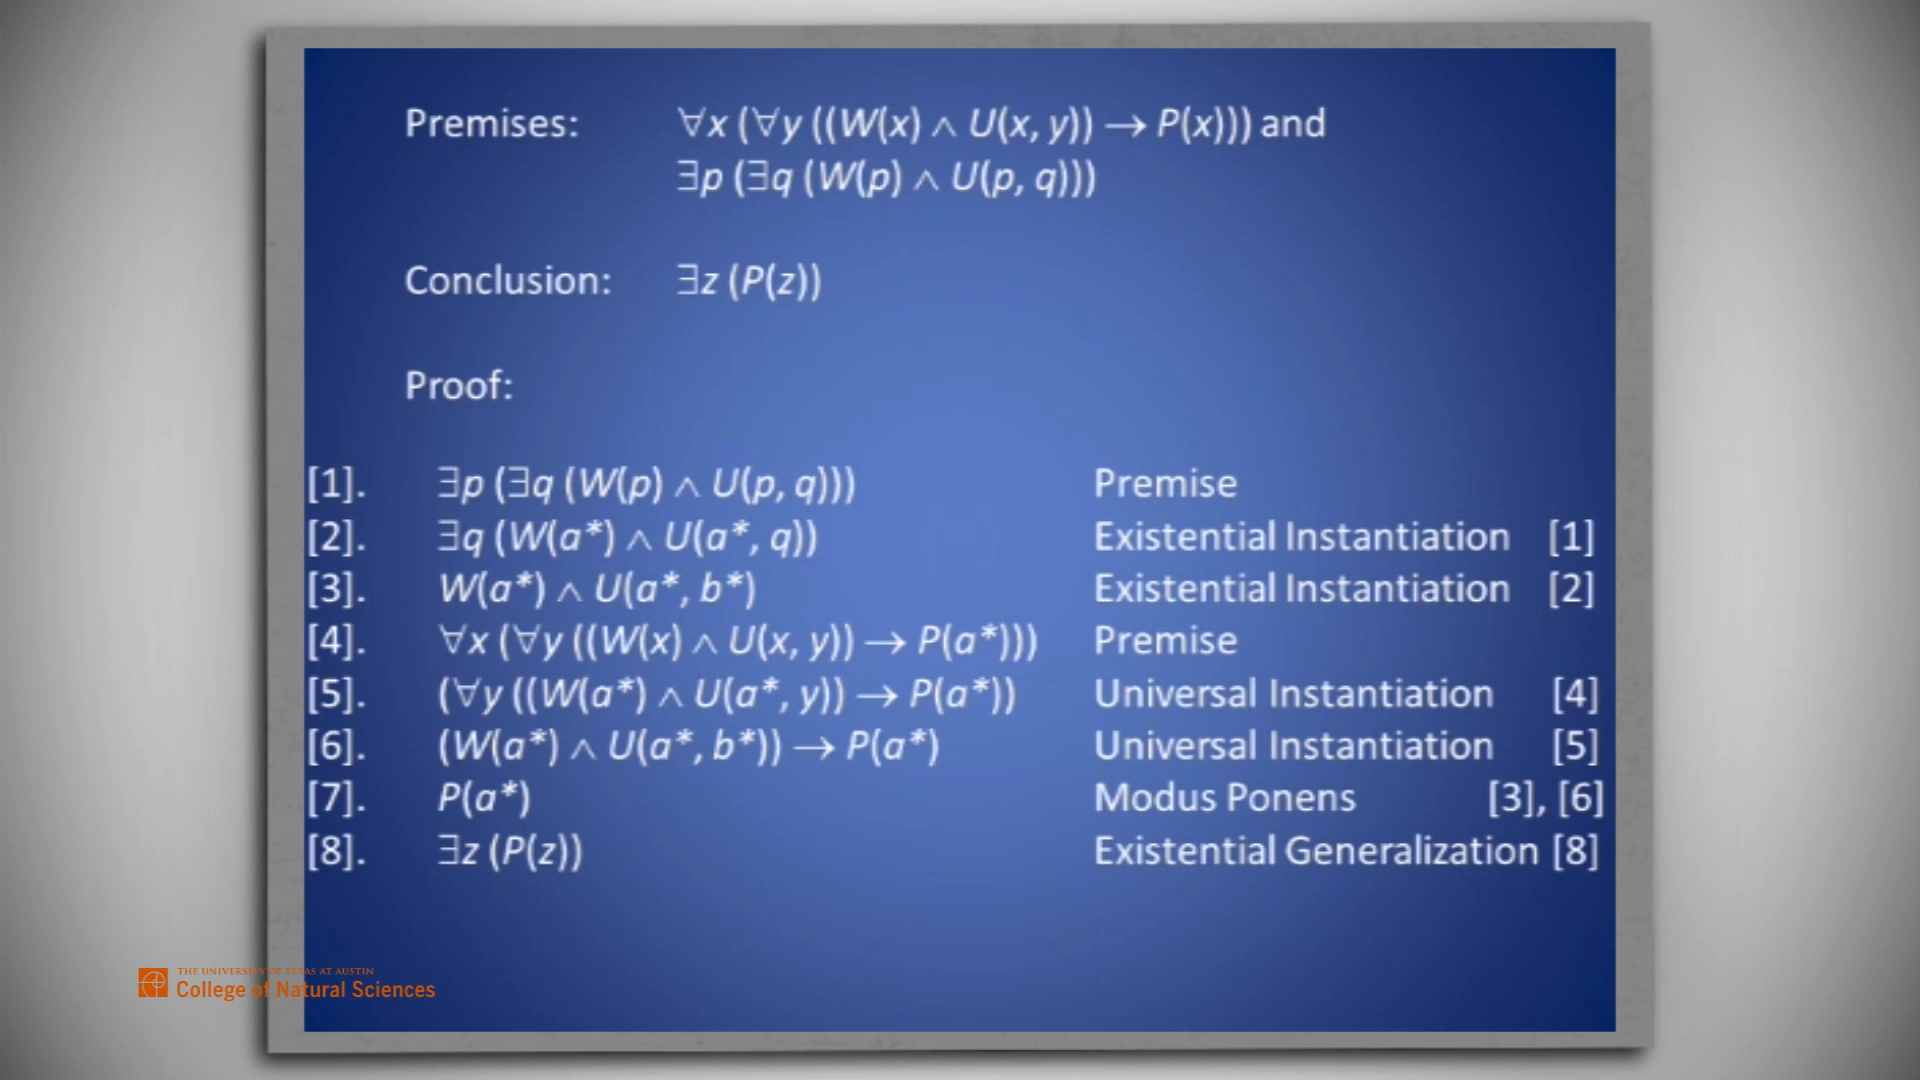 Premises: ∀x (∀y ((W(x) ∧ U(x, y)) → P(x))) and
∃p (∃q (W(p) ∧ U(p, q)))
Conclusion: ∃z (P(z))
Proof:
[1]. ∃p (∃q (W(p) ∧ U(p, q))) Premise
[2]. ∃q (W(a*) ∧ U(a*, q)) Existential Instantiation [1]
[3]. W(a*) ∧ U(a*, b*) Existential Instantiation [2]
[4]. ∀x (∀y ((W(x) ∧ U(x, y)) → P(a*))) Premise
[5]. (∀y ((W(a*) ∧ U(a*, y)) → P(a*)) Universal Instantiation [4]
[6]. (W(a*) ∧ U(a*, b*)) → P(a*) Universal Instantiation [5]
[7]. P(a*) Modus Ponens [3], [6]
[8]. ∃z (P(z)) Existential Generalization [8]
THE UNIVERSITY OF TEXAS AT AUSTIN
College of Natural Sciences